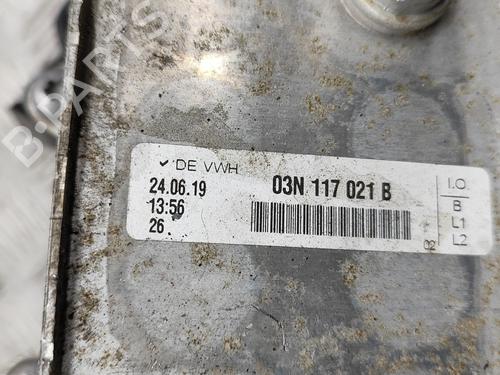 B-PARTS
✓ DE VWH
24.06.19
13:56
26
03N 117 021 B
I.O
B
L1
L2
02